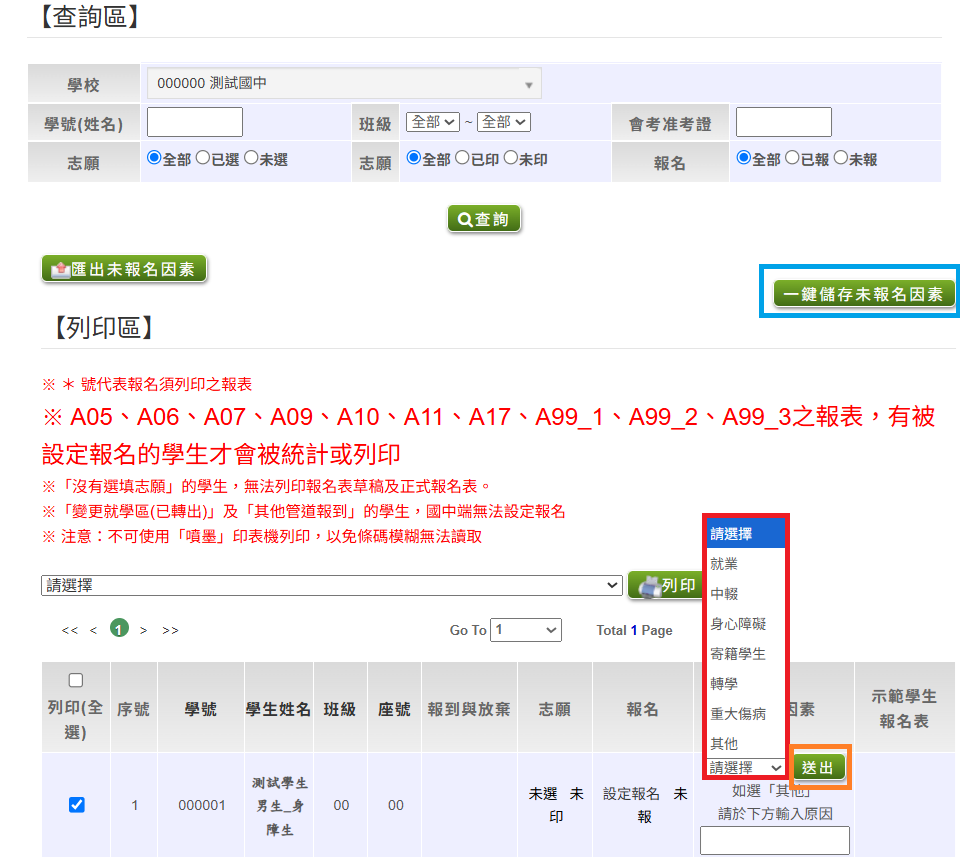 【查詢區】
學校 000000 測試國中
學號(姓名) 班級 全部 ~ 全部 會考准考證
志願 全部 已選 未選 志願 全部 已印 未印 報名 全部 已報 未報
查詢
匯出未報名因素
一鍵儲存未報名因素
【列印區】
※ ＊ 號代表報名須列印之報表
※ A05、A06、A07、A09、A10、A11、A17、A99_1、A99_2、A99_3之報表，有被
設定報名的學生才會被統計或列印
※「沒有選填志願」的學生，無法列印報名表草稿及正式報名表。
※「變更就學區(已轉出)」及「其他管道報到」的學生，國中端無法設定報名
※ 注意：不可使用「噴墨」印表機列印，以免條碼模糊無法讀取
請選擇 列印
<< < 1 > >> Go To 1 Total 1 Page
請選擇
就業
中輟
身心障礙
寄籍學生
轉學
重大傷病
其他
列印(全選) 序號 學號 學生姓名 班級 座號 報到與放棄 志願 報名 因素 示範學生報名表
請選擇 送出
1 000001 測試學生男生_身障生 00 00 未選 未印 設定報名 未報
如選「其他」
請於下方輸入原因